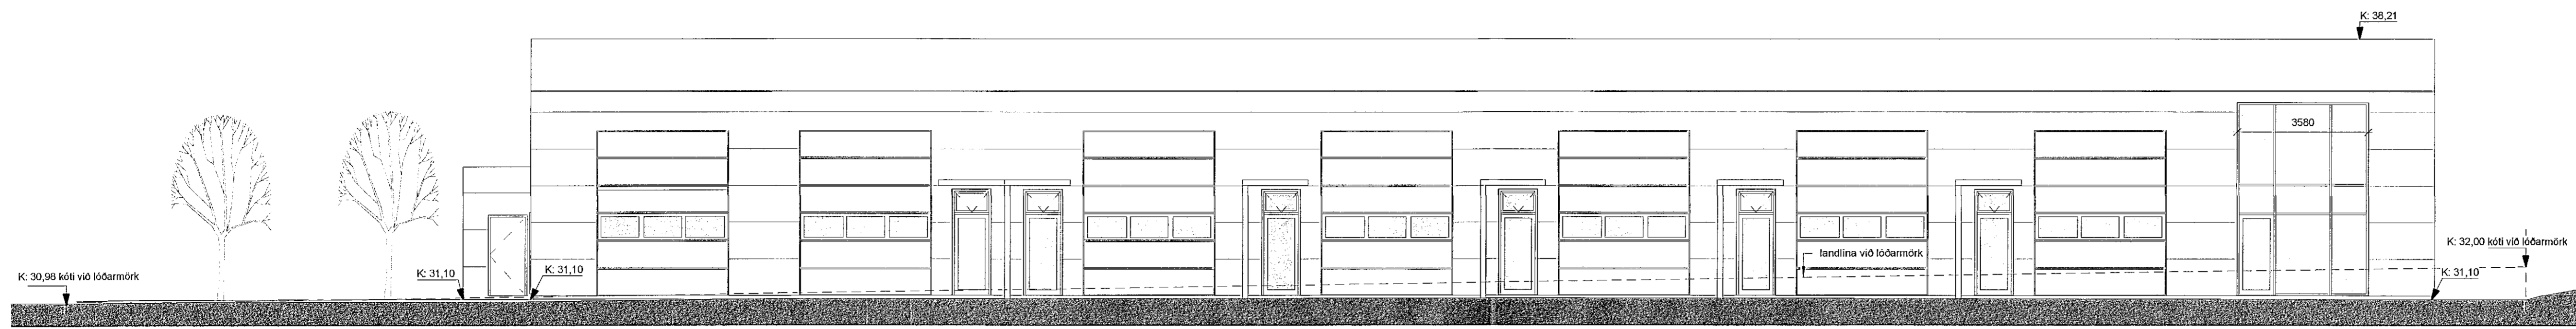 K: 38,21
3580
K: 32,00 kóti við lóðarmörk
landlína við lóðarmörk
K: 30,98 kóti við lóðarmörk
K: 31,10
K: 31,10
K: 31,10